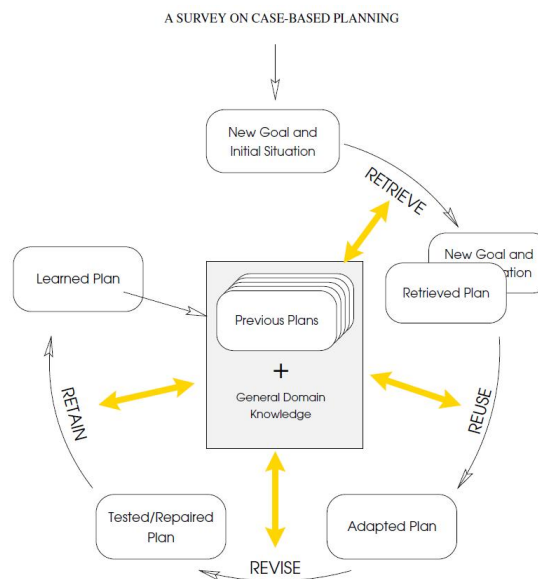 A SURVEY ON CASE-BASED PLANNING
New Goal and
Initial Situation
RETRIEVE
New Goal and
ation
Retrieved Plan
Learned Plan
Previous Plans
+
General Domain
Knowledge
RETAIN
REUSE
Tested/Repaired
Plan
Adapted Plan
REVISE